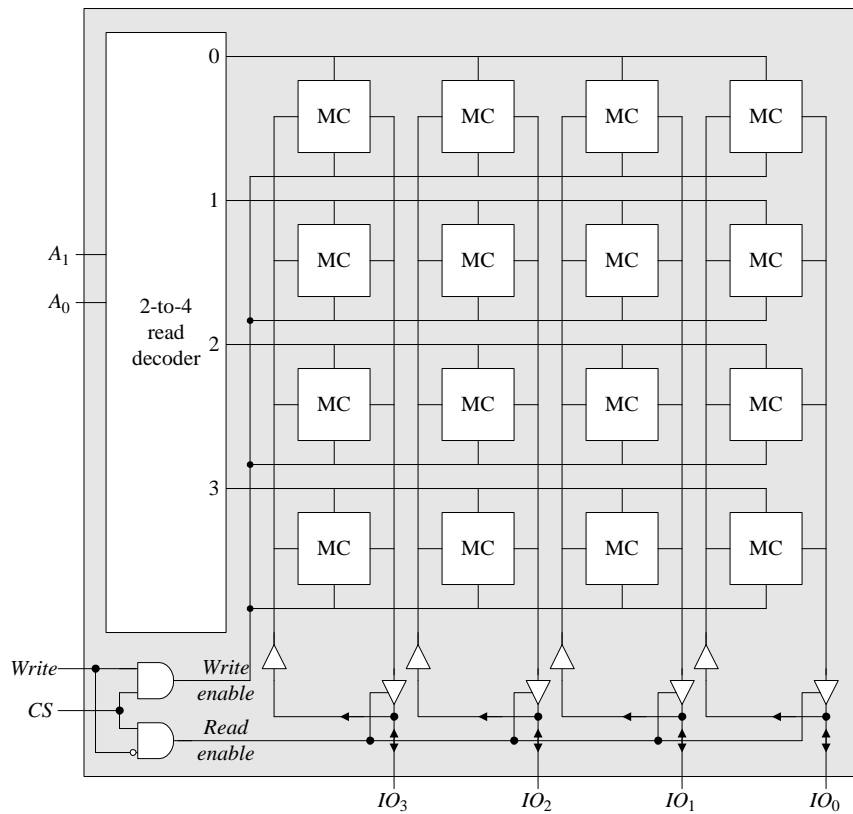 0
MC MC MC MC
1
A1
MC MC MC MC
A0
2-to-4
read
decoder
2
MC MC MC MC
3
MC MC MC MC
Write
Write
enable
CS
Read
enable
IO3 IO2 IO1 IO0